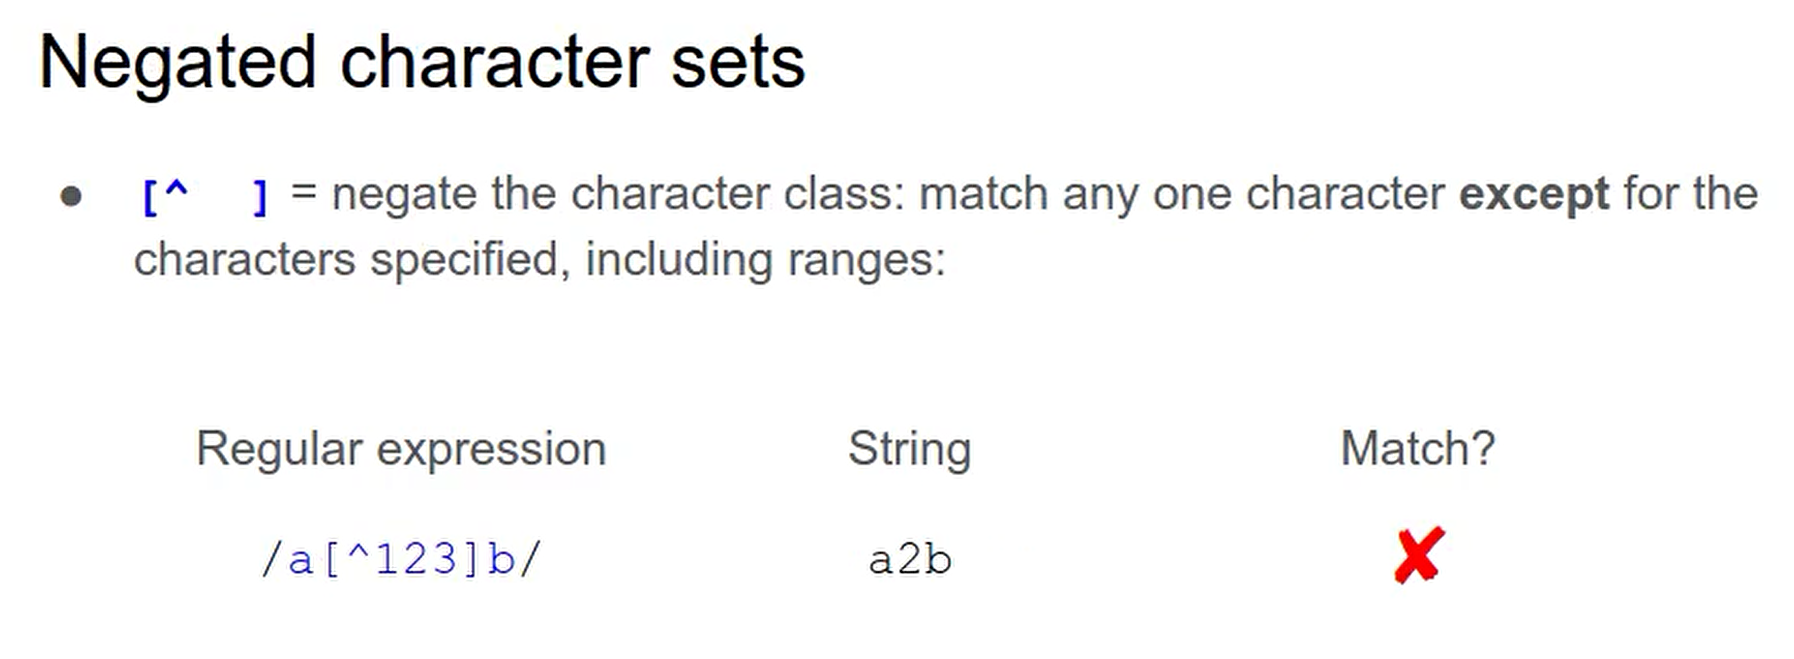 Negated character sets
● [^  ] = negate the character class: match any one character except for the
characters specified, including ranges:
Regular expression String Match?
/a[^123]b/ a2b ✘